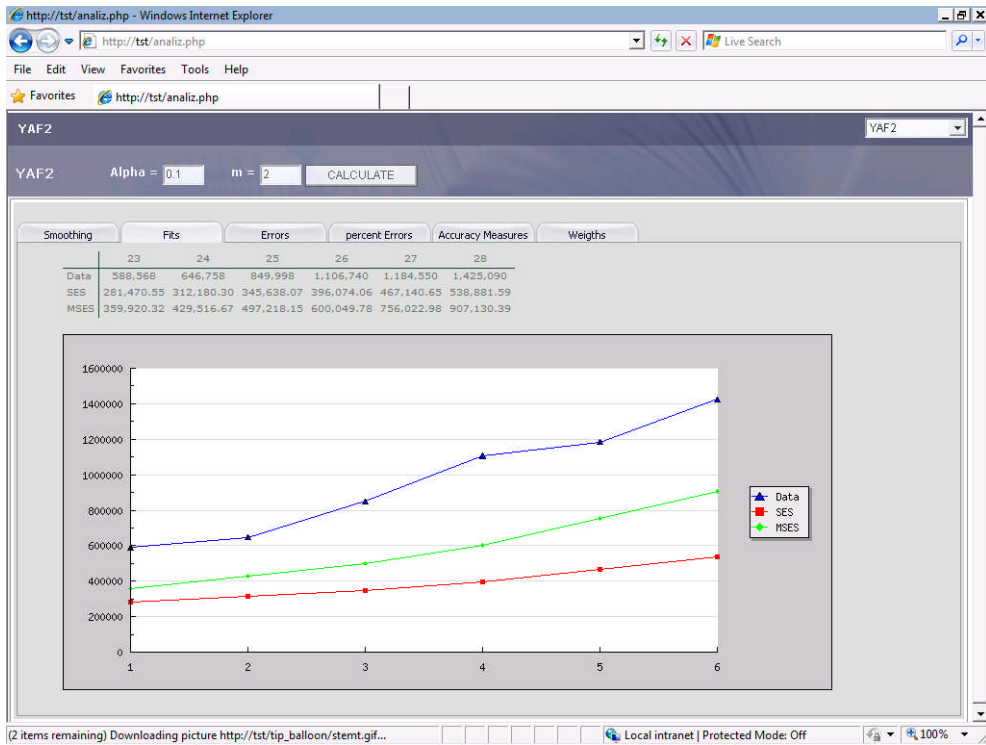 http://tst/analiz.php - Windows Internet Explorer
http://tst/analiz.php
Live Search
File Edit View Favorites Tools Help
Favorites http://tst/analiz.php
YAF2 YAF2
YAF2 Alpha = 0.1 m = 2 CALCULATE
Smoothing Fits Errors percent Errors Accuracy Measures Weigths
23 24 25 26 27 28
Data 588,568 646,758 849,998 1,106,740 1,184,550 1,425,090
SES 281,470.55 312,180.30 345,638.07 396,074.06 467,140.65 538,881.59
MSES 359,920.32 429,516.67 497,218.15 600,049.78 756,022.98 907,130.39
1600000
1400000
1200000
1000000
800000
600000
400000
200000
0
1 2 3 4 5 6
Data
SES
MSES
(2 items remaining) Downloading picture http://tst/tip_balloon/stemt.gif... Local intranet | Protected Mode: Off 100%